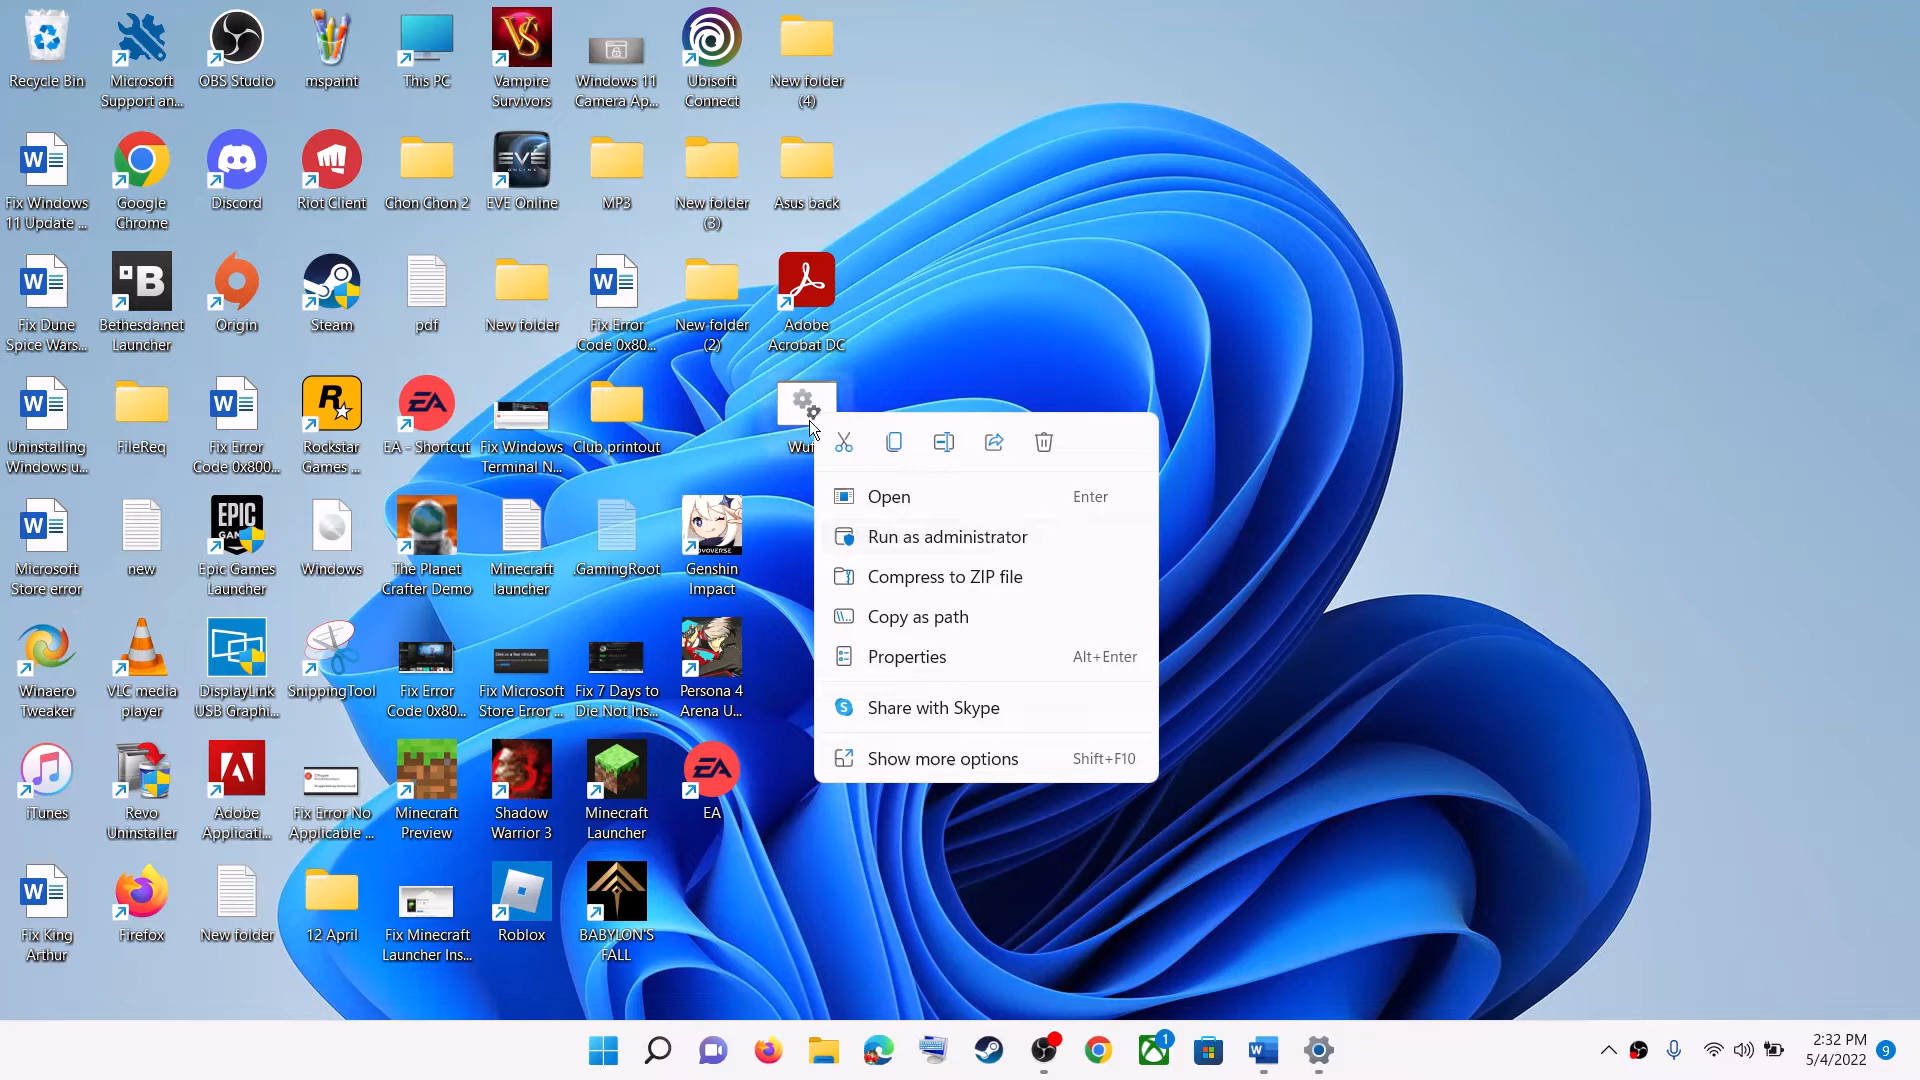 Recycle Bin
Microsoft
Support an...
OBS Studio
mspaint
This PC
Vampire
Survivors
Windows 11
Camera Ap...
Ubisoft
Connect
New folder
(4)
Fix Windows
11 Update ...
Google
Chrome
Discord
Riot Client
Chon Chon 2
EVE Online
MP3
New folder
(3)
Asus back
Fix Dune
Spice Wars...
Bethesda.net
Launcher
Origin
Steam
pdf
New folder
Fix Error
Code 0x80...
New folder
(2)
Adobe
Acrobat DC
Uninstalling
Windows u...
FileReq
Fix Error
Code 0x800...
Rockstar
Games ...
EA - Shortcut
Fix Windows
Terminal N...
Club printout
Microsoft
Store error
new
Epic Games
Launcher
Windows
The Planet
Crafter Demo
Minecraft
launcher
.GamingRoot
Genshin
Impact
Winaero
Tweaker
VLC media
player
DisplayLink
USB Graphi...
SnippingTool
Fix Error
Code 0x80...
Fix Microsoft
Store Error ...
Fix 7 Days to
Die Not Ins...
Persona 4
Arena U...
iTunes
Revo
Uninstaller
Adobe
Applicati...
Fix Error No
Applicable ...
Minecraft
Preview
Shadow
Warrior 3
Minecraft
Launcher
EA
Fix King
Arthur
Firefox
New folder
12 April
Fix Minecraft
Launcher Ins...
Roblox
BABYLON'S
FALL
Open Enter
Run as administrator
Compress to ZIP file
Copy as path
Properties Alt+Enter
Share with Skype
Show more options Shift+F10
2:32 PM
5/4/2022
9
1